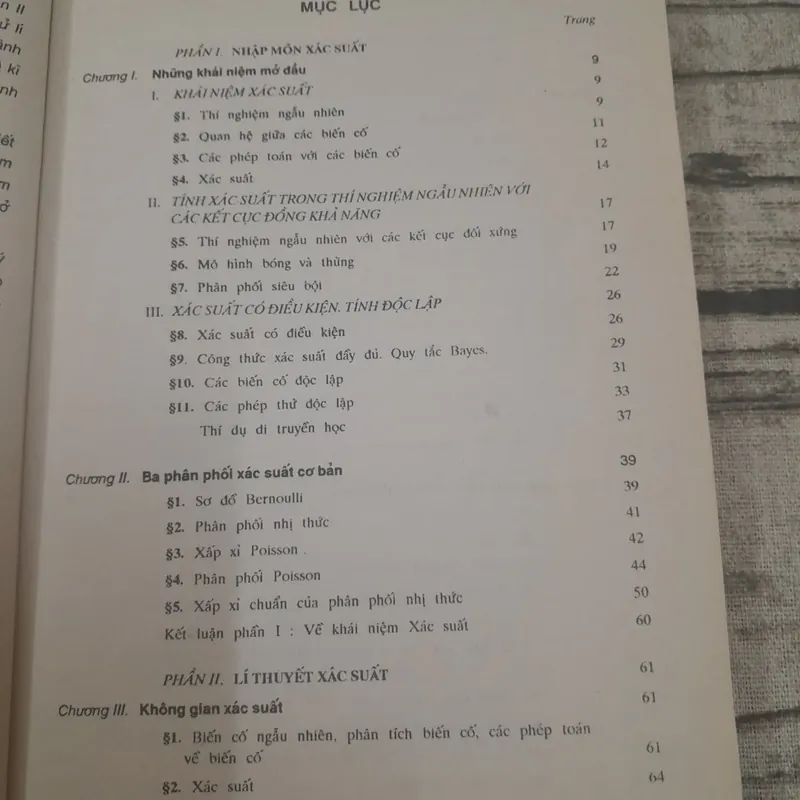 n II
MỤC LỤC
ử lí
Trang
ành
PHẦN I. NHẬP MÔN XÁC SUẤT
kì
Chương I. Những khái niệm mở đầu 9
nh
I. KHÁI NIỆM XÁC SUẤT 9
§1. Thí nghiệm ngẫu nhiên 9
§2. Quan hệ giữa các biến cố 11
iết
§3. Các phép toán với các biến cố 12
m
§4. Xác suất 14
m
II. TÍNH XÁC SUẤT TRONG THÍ NGHIỆM NGẪU NHIÊN VỚI
ở
CÁC KẾT CỤC ĐỒNG KHẢ NĂNG 17
§5. Thí nghiệm ngẫu nhiên với các kết cục đối xứng 17
§6. Mô hình bóng và thùng 19
§7. Phân phối siêu bội 22
III. XÁC SUẤT CÓ ĐIỀU KIỆN. TÍNH ĐỘC LẬP 26
§8. Xác suất có điều kiện 26
§9. Công thức xác suất đầy đủ. Quy tắc Bayes. 29
§10. Các biến cố độc lập 31
§11. Các phép thử độc lập 33
Thí dụ di truyền học 37
Chương II. Ba phân phối xác suất cơ bản 39
§1. Sơ đồ Bernoulli 39
§2. Phân phối nhị thức 41
§3. Xấp xỉ Poisson 42
§4. Phân phối Poisson 44
§5. Xấp xỉ chuẩn của phân phối nhị thức 50
Kết luận phần I : Về khái niệm Xác suất 60
PHẦN II. LÍ THUYẾT XÁC SUẤT 61
Chương III. Không gian xác suất 61
§1. Biến cố ngẫu nhiên, phân tích biến cố, các phép toán
về biến cố 61
§2. Xác suất 64